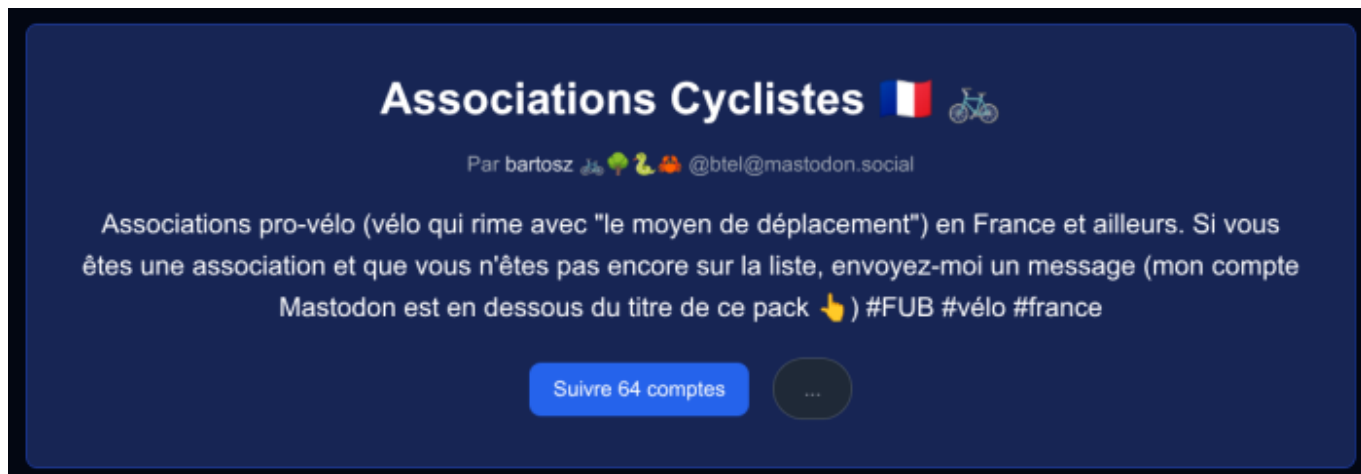 Associations Cyclistes 🇫🇷 🚲
Par bartosz 🚲🌳🐍🦀 @btel@mastodon.social
Associations pro-vélo (vélo qui rime avec "le moyen de déplacement") en France et ailleurs. Si vous
êtes une association et que vous n'êtes pas encore sur la liste, envoyez-moi un message (mon compte
Mastodon est en dessous du titre de ce pack 👆) #FUB #vélo #france
Suivre 64 comptes
...